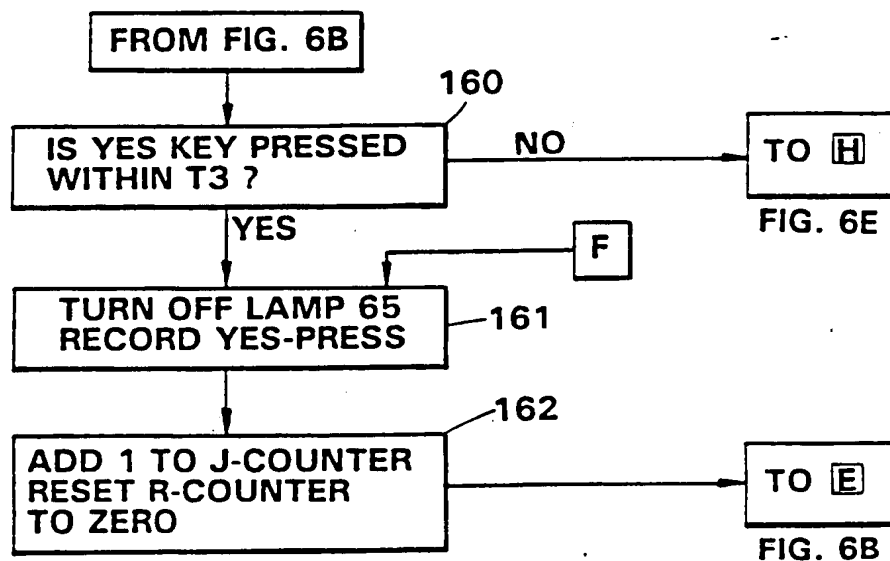 FROM FIG. 6B
160
IS YES KEY PRESSED
WITHIN T3 ?
NO
TO H
FIG. 6E
YES
F
TURN OFF LAMP 65
RECORD YES-PRESS
161
162
ADD 1 TO J-COUNTER
RESET R-COUNTER
TO ZERO
TO E
FIG. 6B